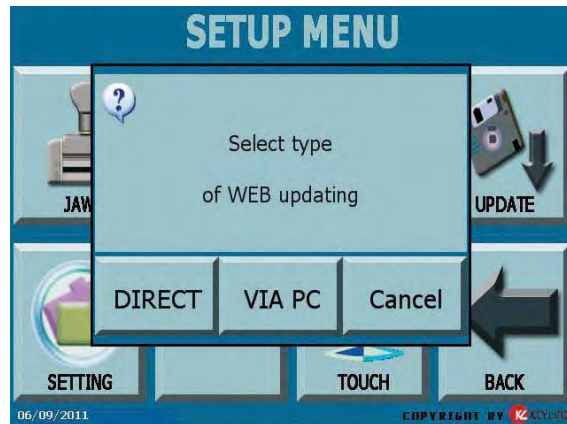 SETUP MENU
?
Select type
of WEB updating
JAW
UPDATE
DIRECT
VIA PC
Cancel
SETTING
TOUCH
BACK
06/09/2011
COPYRIGHT BY